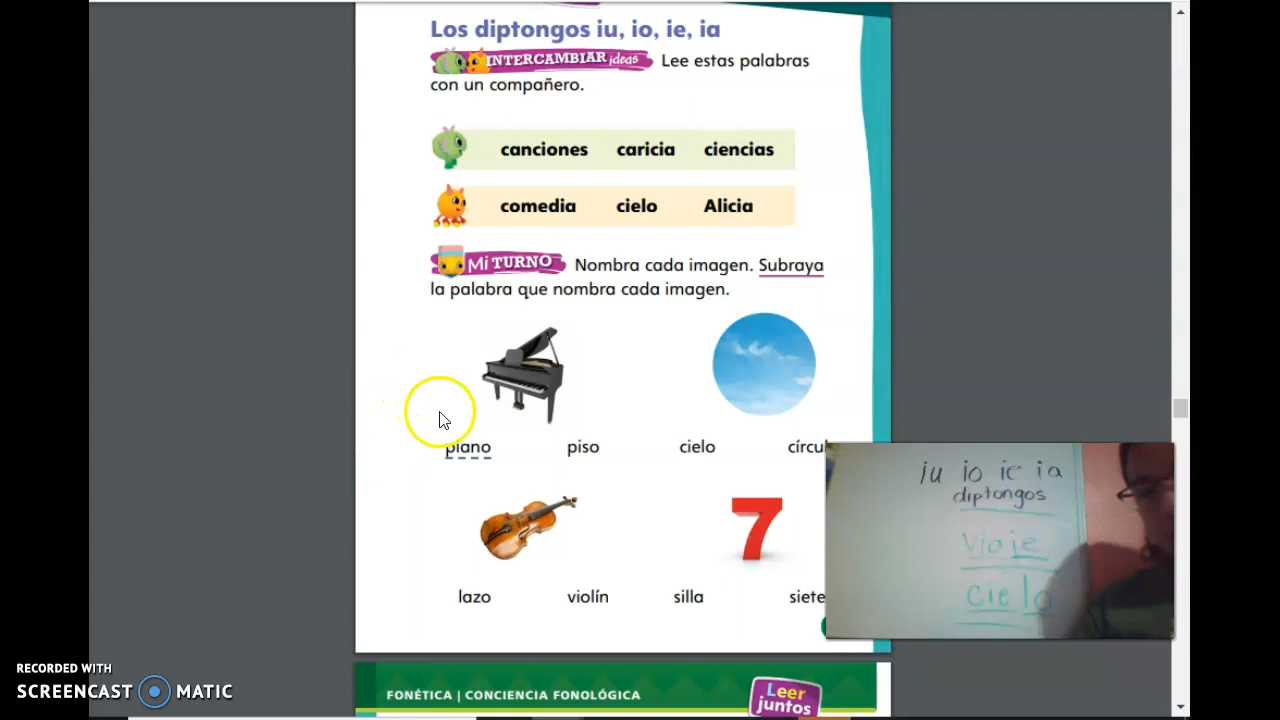 Los diptongos iu, io, ie, ia
INTERCAMBIAR ideas Lee estas palabras
con un compañero.
canciones caricia ciencias
comedia cielo Alicia
Mi TURNO Nombra cada imagen. Subraya
la palabra que nombra cada imagen.
piano piso cielo círcul
7
lazo violín silla siete
iu io ie ia
diptongos
viaje
cielo
RECORDED WITH
SCREENCAST MATIC
FONÉTICA | CONCIENCIA FONOLÓGICA
Leer
juntos